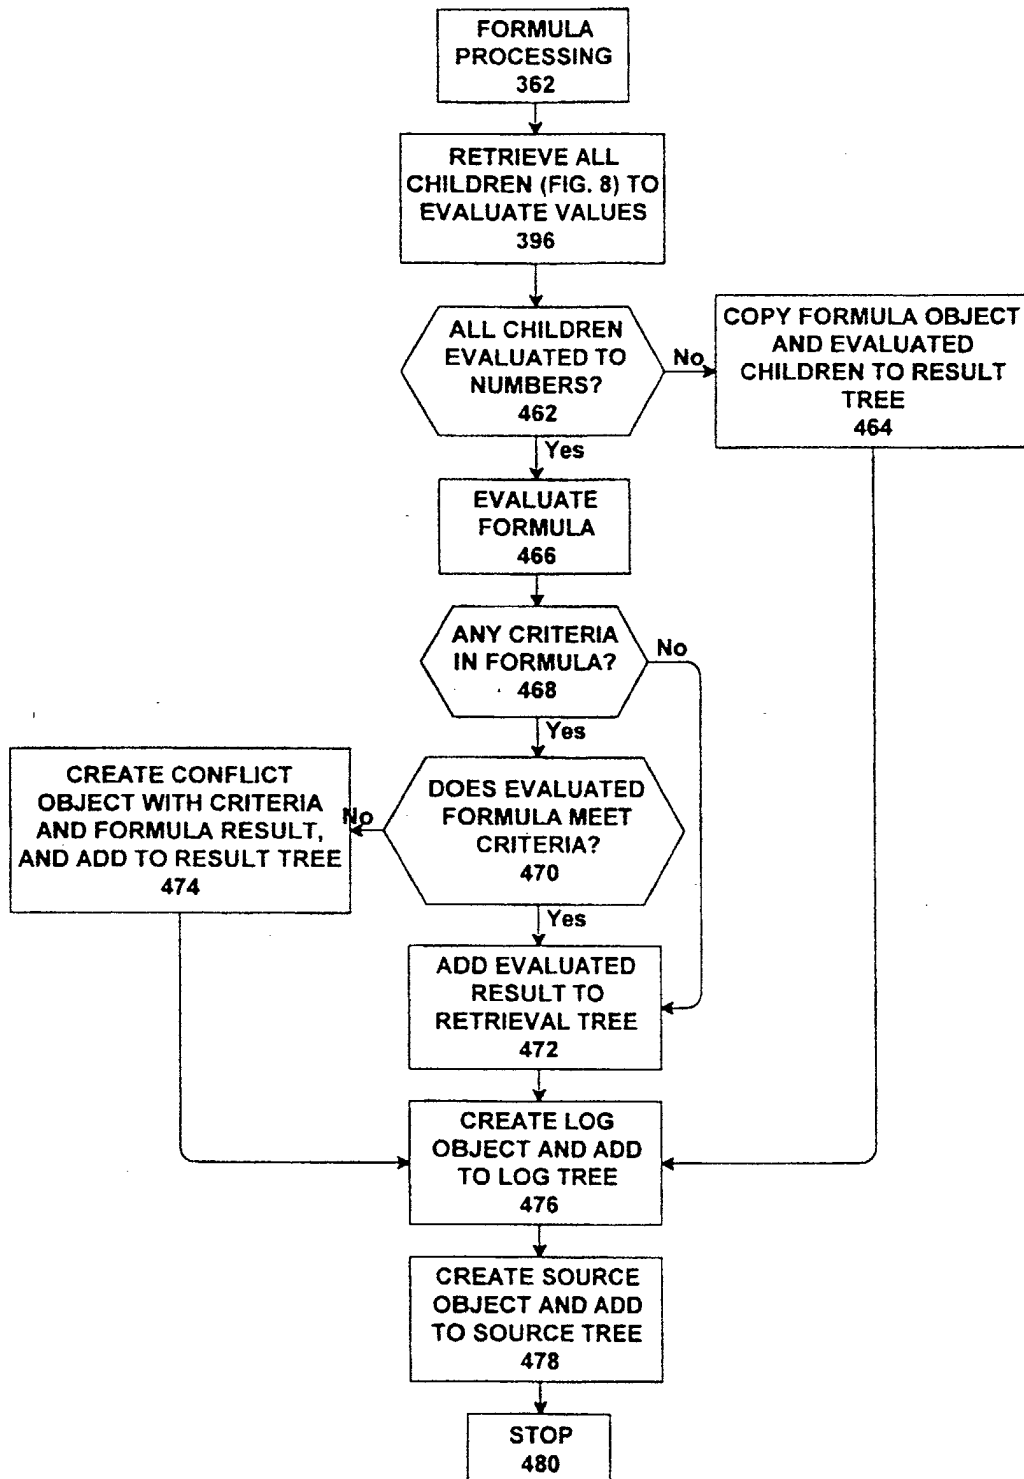 FORMULA
PROCESSING
362
RETRIEVE ALL
CHILDREN (FIG. 8) TO
EVALUATE VALUES
396
ALL CHILDREN
EVALUATED TO
NUMBERS?
462
No
COPY FORMULA OBJECT
AND EVALUATED
CHILDREN TO RESULT
TREE
464
Yes
EVALUATE
FORMULA
466
ANY CRITERIA
IN FORMULA?
468
No
Yes
DOES EVALUATED
FORMULA MEET
CRITERIA?
470
No
CREATE CONFLICT
OBJECT WITH CRITERIA
AND FORMULA RESULT,
AND ADD TO RESULT TREE
474
Yes
ADD EVALUATED
RESULT TO
RETRIEVAL TREE
472
CREATE LOG
OBJECT AND ADD
TO LOG TREE
476
CREATE SOURCE
OBJECT AND ADD
TO SOURCE TREE
478
STOP
480